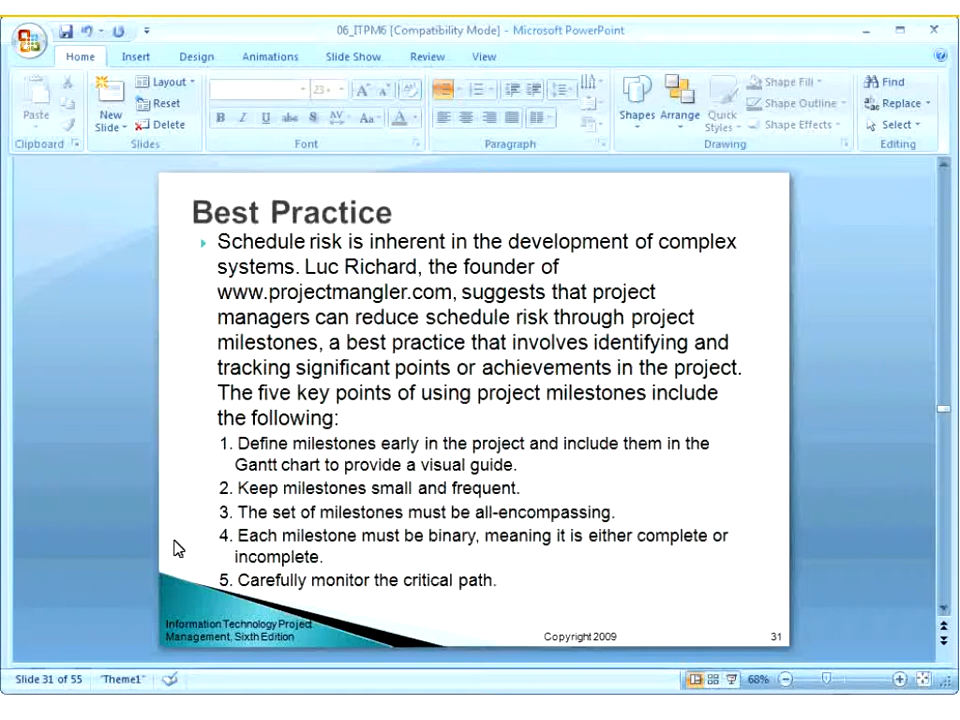 06_ITPM6 [Compatibility Mode] - Microsoft PowerPoint
Home Insert Design Animations Slide Show Review View
Paste
New
Slide
Layout
Reset
Delete
23+
B I U abc S AV Aa A
Shapes Arrange Quick
Styles
Shape Fill
Shape Outline
Shape Effects
Find
Replace
Select
Clipboard Slides Font Paragraph Drawing Editing
Best Practice
Schedule risk is inherent in the development of complex
systems. Luc Richard, the founder of
www.projectmangler.com, suggests that project
managers can reduce schedule risk through project
milestones, a best practice that involves identifying and
tracking significant points or achievements in the project.
The five key points of using project milestones include
the following:
1. Define milestones early in the project and include them in the
Gantt chart to provide a visual guide.
2. Keep milestones small and frequent.
3. The set of milestones must be all-encompassing.
4. Each milestone must be binary, meaning it is either complete or
incomplete.
5. Carefully monitor the critical path.
Information Technology Project
Management, Sixth Edition
Copyright 2009
31
Slide 31 of 55 "Theme1" 68%